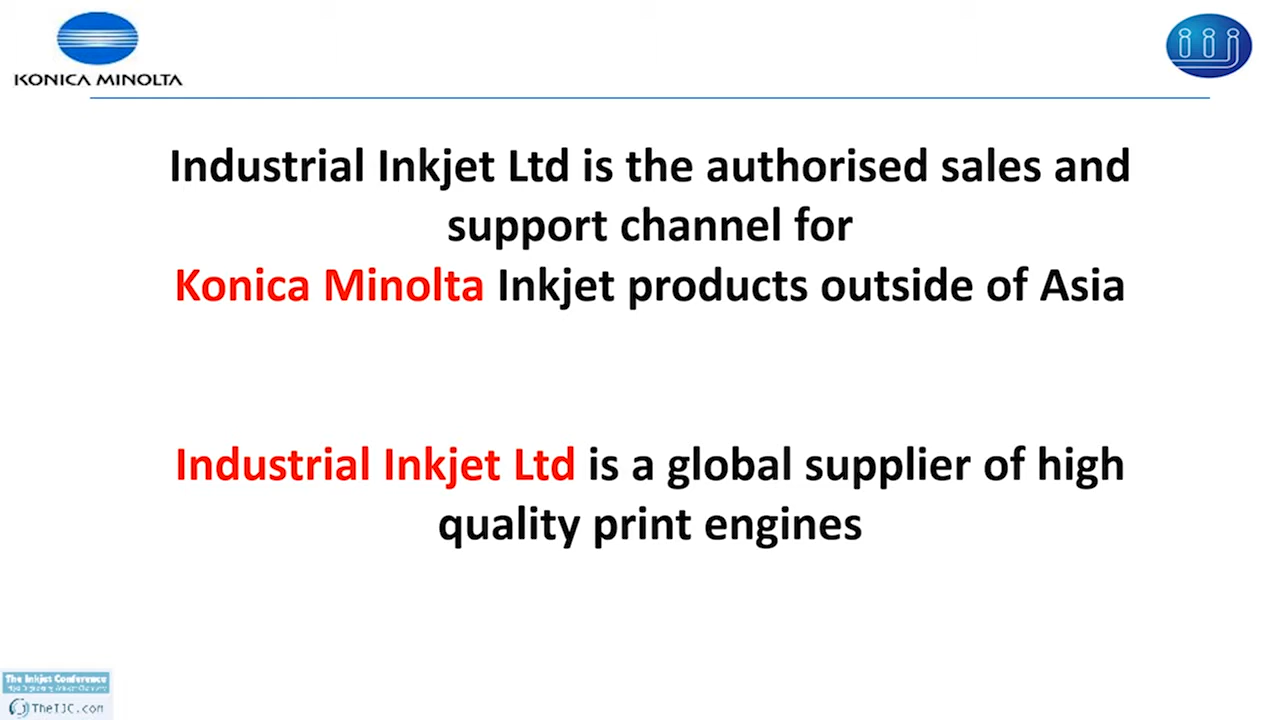 KONICA MINOLTA
iij
Industrial Inkjet Ltd is the authorised sales and
support channel for
Konica Minolta Inkjet products outside of Asia
Industrial Inkjet Ltd is a global supplier of high
quality print engines
The Inkjet Conference
TheIJC.com